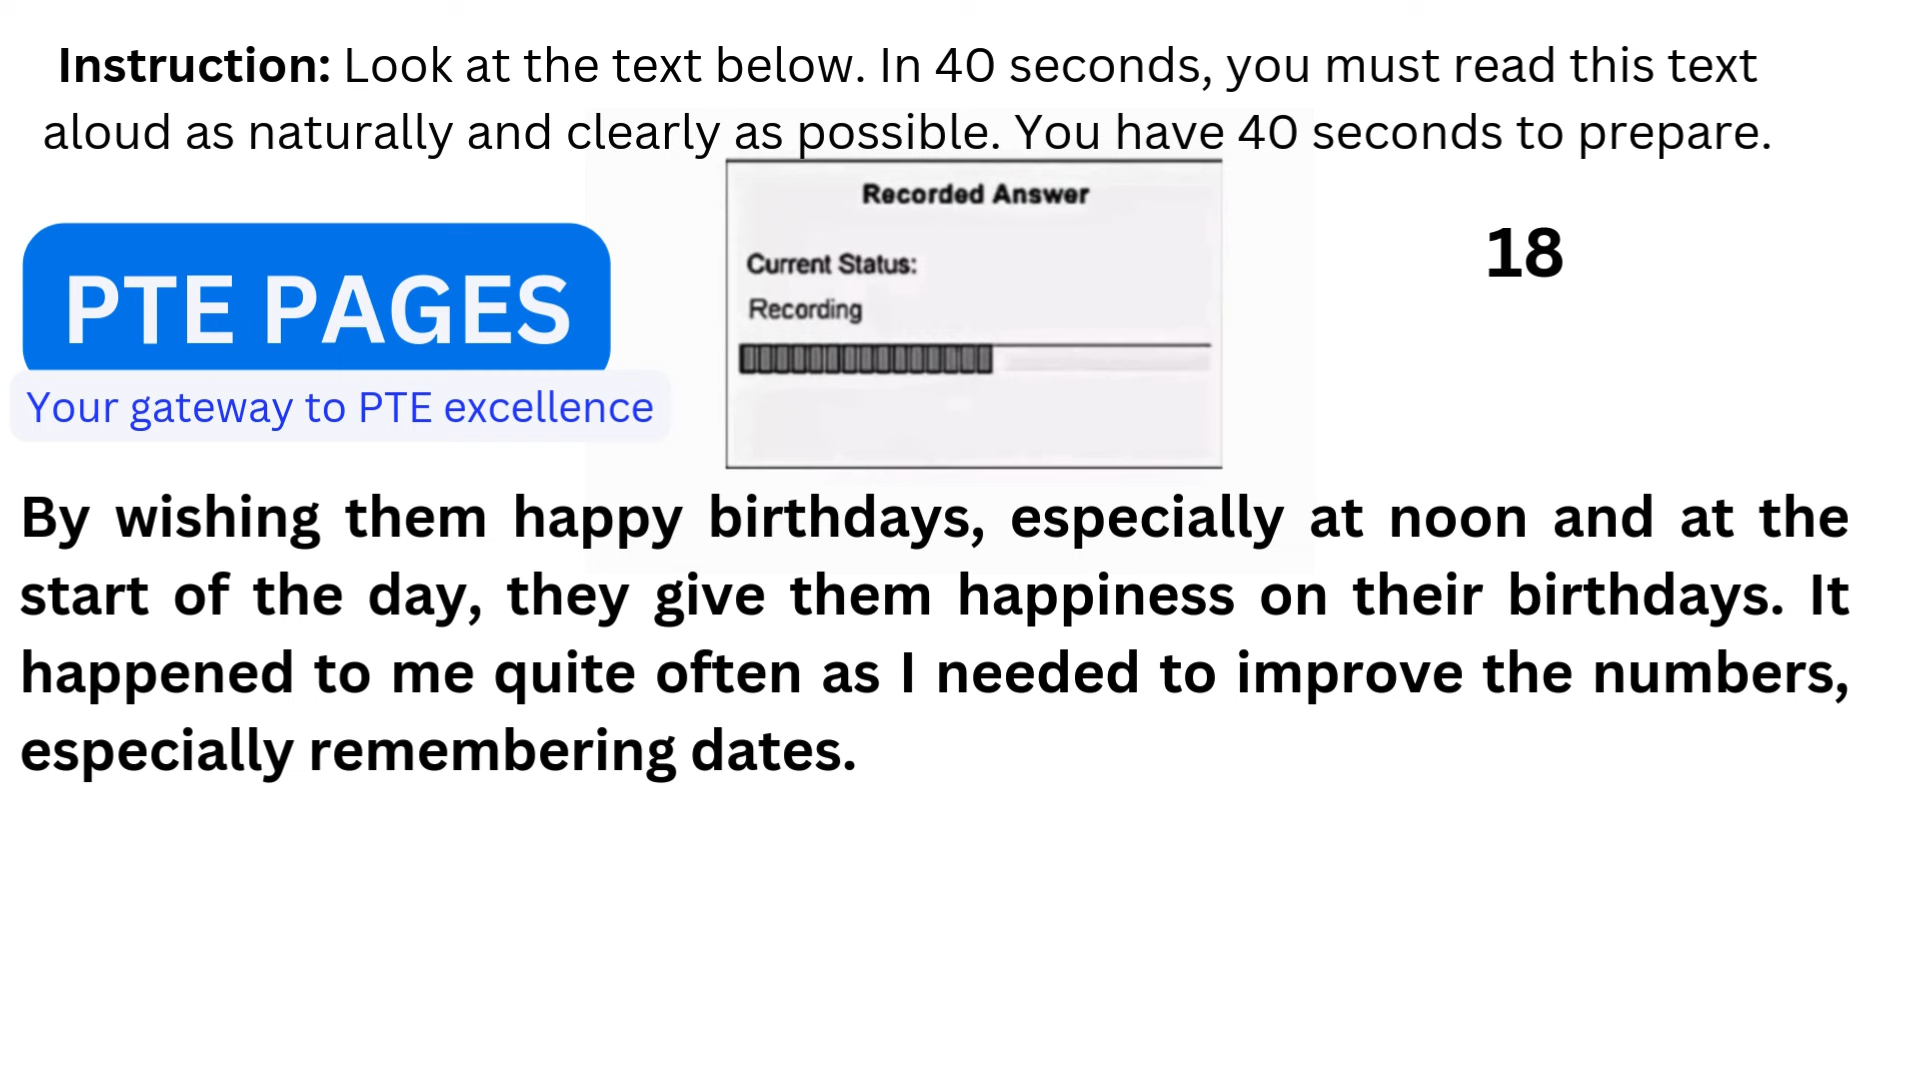 Instruction: Look at the text below. In 40 seconds, you must read this text
aloud as naturally and clearly as possible. You have 40 seconds to prepare.
Recorded Answer
18
Current Status:
Recording
PTE PAGES
Your gateway to PTE excellence
By wishing them happy birthdays, especially at noon and at the
start of the day, they give them happiness on their birthdays. It
happened to me quite often as I needed to improve the numbers,
especially remembering dates.